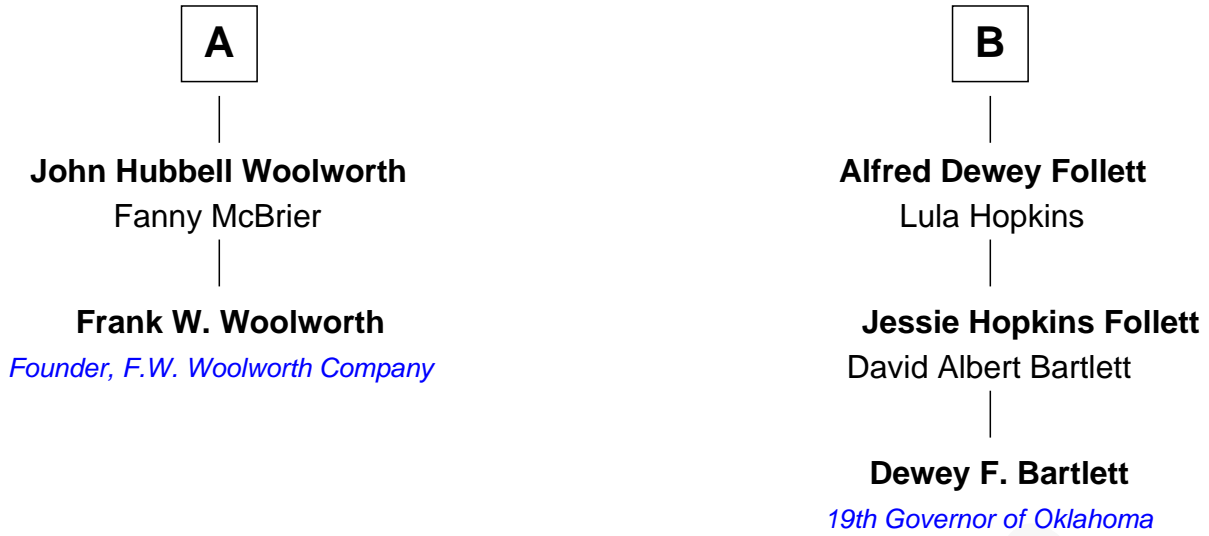 A
John Hubbell Woolworth
Fanny McBrier
Frank W. Woolworth
Founder, F.W. Woolworth Company
B
Alfred Dewey Follett
Lula Hopkins
Jessie Hopkins Follett
David Albert Bartlett
Dewey F. Bartlett
19th Governor of Oklahoma